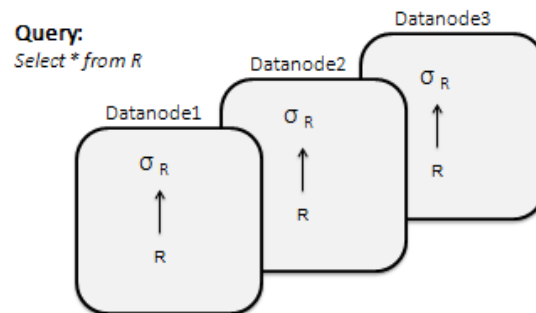 Query:
Select * from R
Datanode3
σ R
R
Datanode2
σ R
R
Datanode1
σ R
R